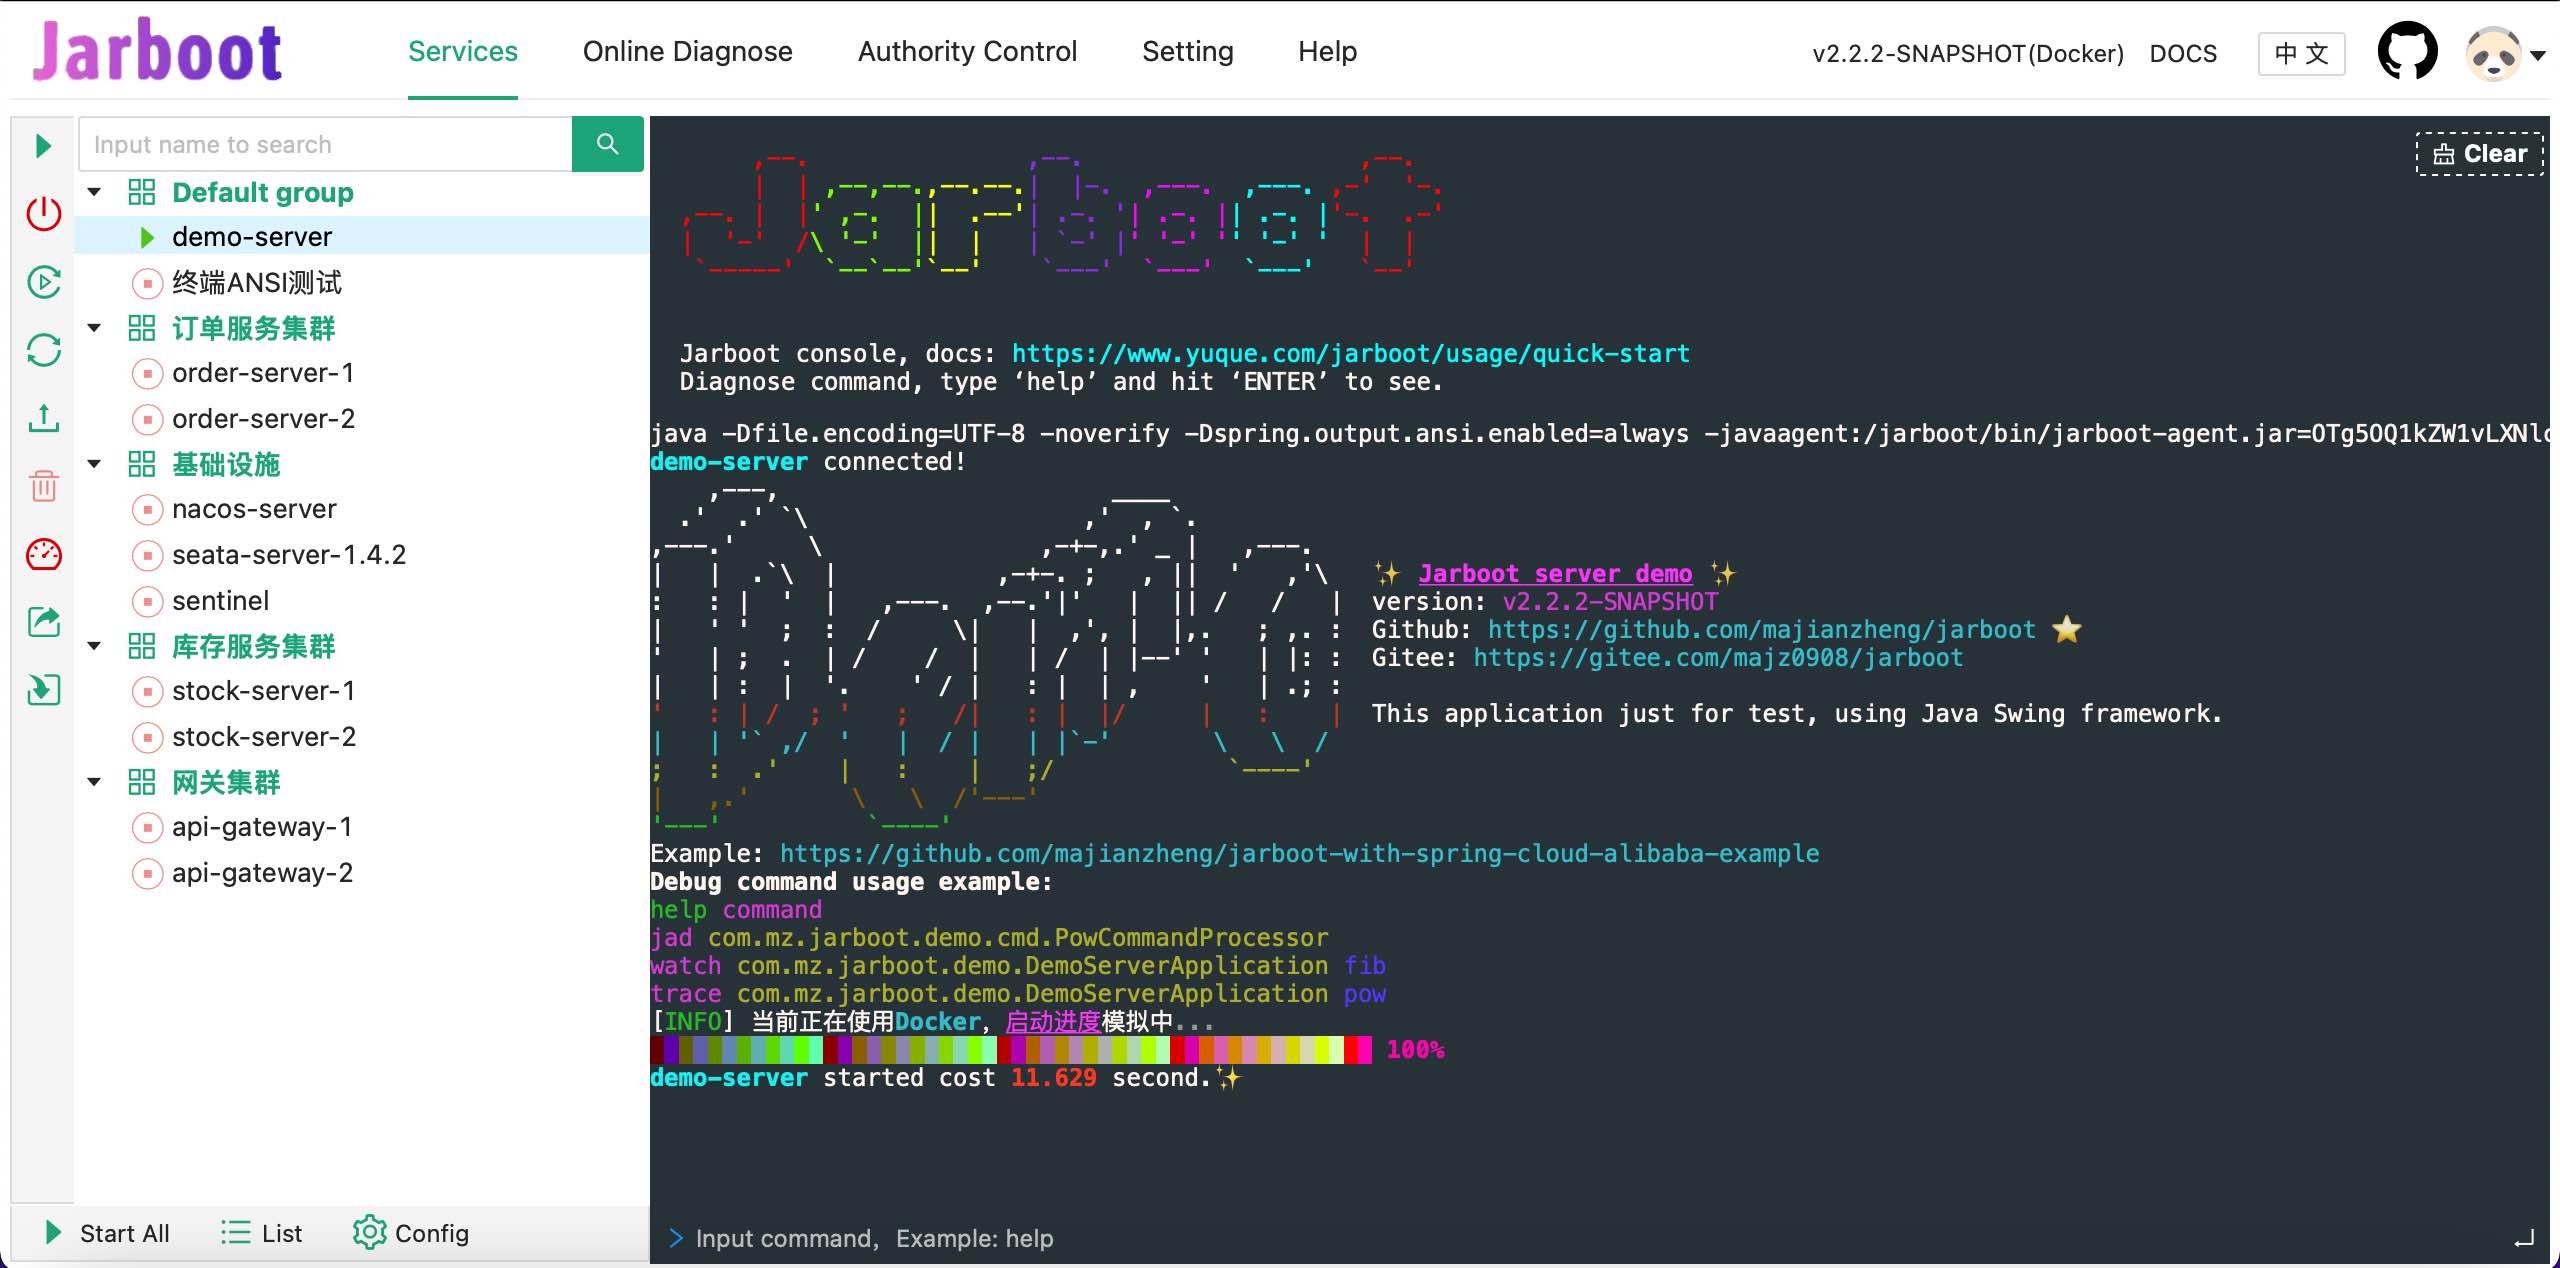 Jarboot
Services
Online Diagnose
Authority Control
Setting
Help
v2.2.2-SNAPSHOT(Docker)
DOCS
中文
Input name to search
Default group
demo-server
终端ANSI测试
订单服务集群
order-server-1
order-server-2
基础设施
nacos-server
seata-server-1.4.2
sentinel
库存服务集群
stock-server-1
stock-server-2
网关集群
api-gateway-1
api-gateway-2
Start All
List
Config
Clear
Jarboot
Jarboot console, docs: https://www.yuque.com/jarboot/usage/quick-start
Diagnose command, type ‘help’ and hit ‘ENTER’ to see.
java -Dfile.encoding=UTF-8 -noverify -Dspring.output.ansi.enabled=always -javaagent:/jarboot/bin/jarboot-agent.jar=
demo-server connected!
Demo
✨ Jarboot server demo ✨
version: v2.2.2-SNAPSHOT
Github: https://github.com/majianzheng/jarboot ⭐
Gitee: https://gitee.com/majz0908/jarboot
This application just for test, using Java Swing framework.
Example: https://github.com/majianzheng/jarboot-with-spring-cloud-alibaba-example
Debug command usage example:
help command
jad com.mz.jarboot.demo.cmd.PowCommandProcessor
watch com.mz.jarboot.demo.DemoServerApplication fib
trace com.mz.jarboot.demo.DemoServerApplication pow
[INFO] 当前正在使用Docker, 启动进度模拟中...
100%
demo-server started cost 11.629 second.✨
> Input command, Example: help